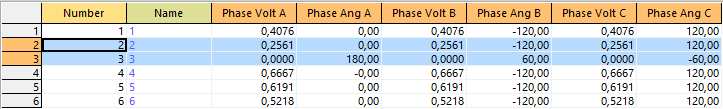 Number Name Phase Volt A Phase Ang A Phase Volt B Phase Ang B Phase Volt C Phase Ang C
1 1 1 0,4076 0,00 0,4076 -120,00 0,4076 120,00
2 2 2 0,2561 0,00 0,2561 -120,00 0,2561 120,00
3 3 3 0,0000 180,00 0,0000 60,00 0,0000 -60,00
4 4 4 0,6667 -0,00 0,6667 -120,00 0,6667 120,00
5 5 5 0,6191 0,00 0,6191 -120,00 0,6191 120,00
6 6 6 0,5218 0,00 0,5218 -120,00 0,5218 120,00